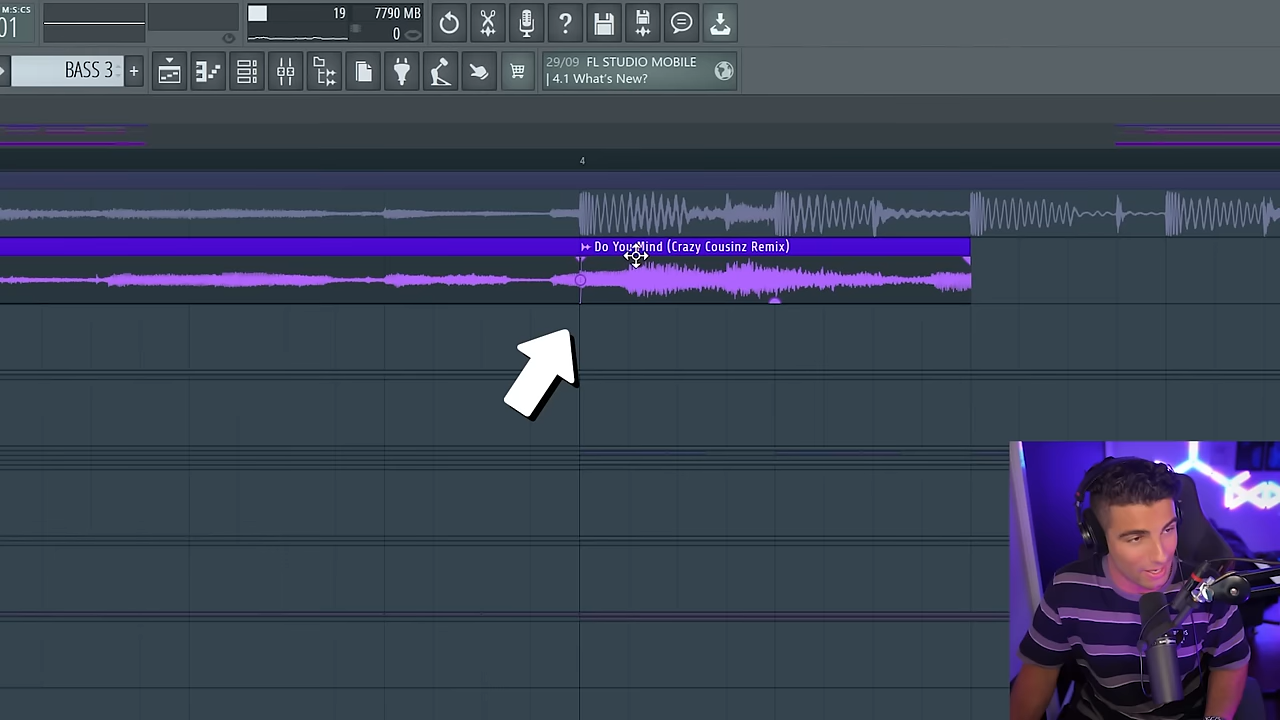 M:S:CS
01
19
7790 MB
0
?
BASS 3
+
29/09 FL STUDIO MOBILE
| 4.1 What's New?
4
Do You Mind (Crazy Cousinz Remix)